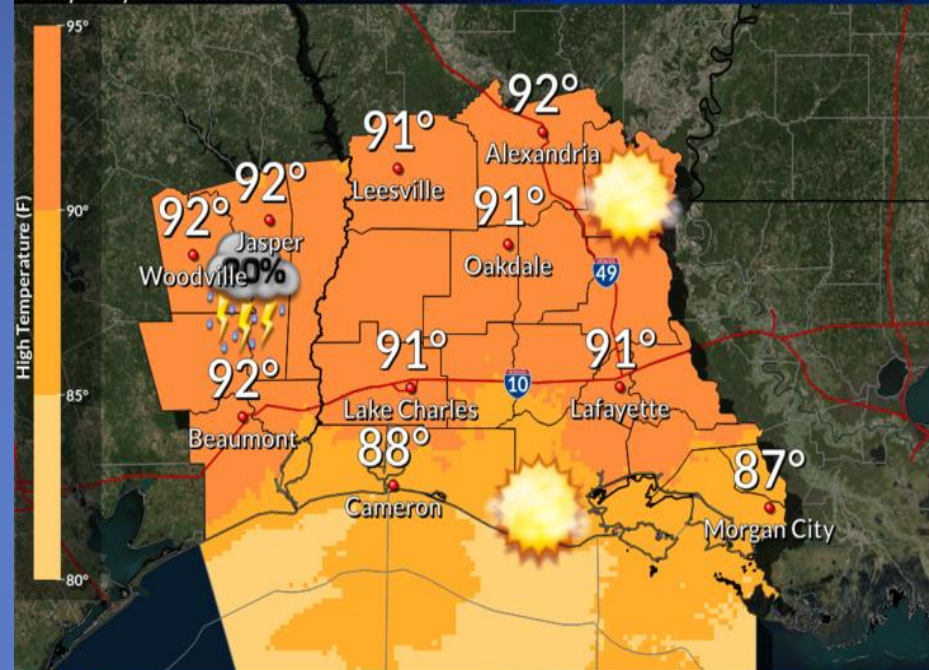 95°
92°
Alexandria
91°
Leesville
92°
Jasper
91°
Oakdale
90°
92°
Woodville
49
High Temperature (F)
85°
92°
Beaumont
91°
Lake Charles
10
91°
Lafayette
88°
Cameron
87°
Morgan City
80°